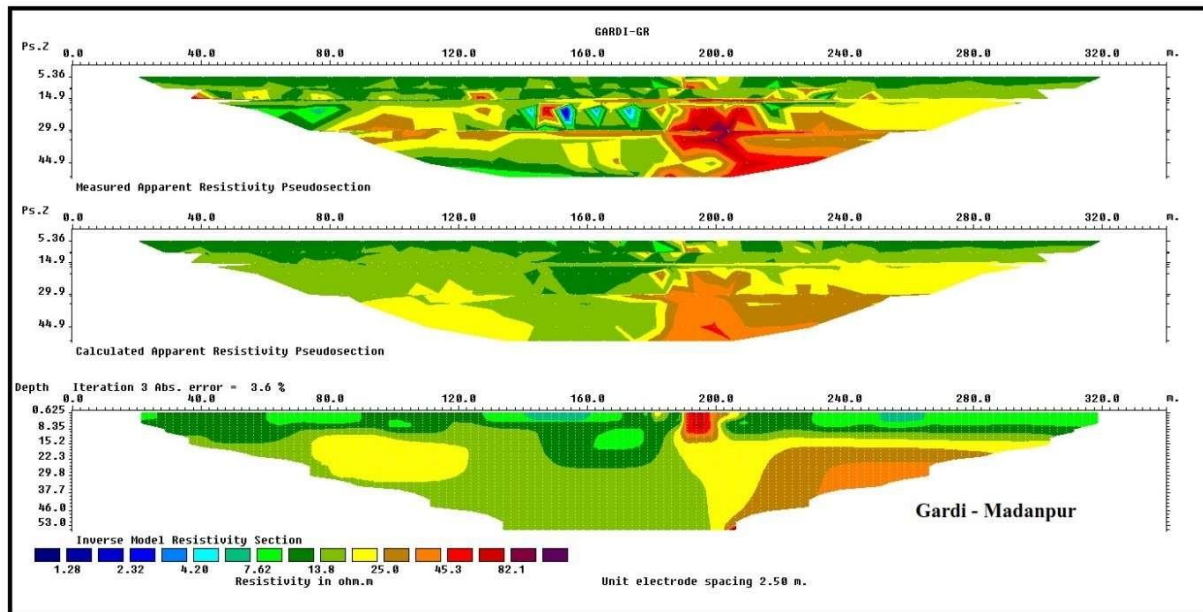 GARDI-GR
Ps.Z 0.0 40.0 80.0 120.0 160.0 200.0 240.0 280.0 320.0 m.
5.36
14.9
29.9
44.9
Measured Apparent Resistivity Pseudosection
Ps.Z 0.0 40.0 80.0 120.0 160.0 200.0 240.0 280.0 320.0 m.
5.36
14.9
29.9
44.9
Calculated Apparent Resistivity Pseudosection
Depth Iteration 3 Abs. error = 3.6 %
40.0 80.0 120.0 160.0 200.0 240.0 280.0 320.0 m.
0.625
8.35
15.2
22.3
29.8
37.7
46.0
53.0
Gardi - Madanpur
Inverse Model Resistivity Section
1.28 2.32 4.20 7.62 13.8 25.0 45.3 82.1
Resistivity in ohm.m Unit electrode spacing 2.50 m.